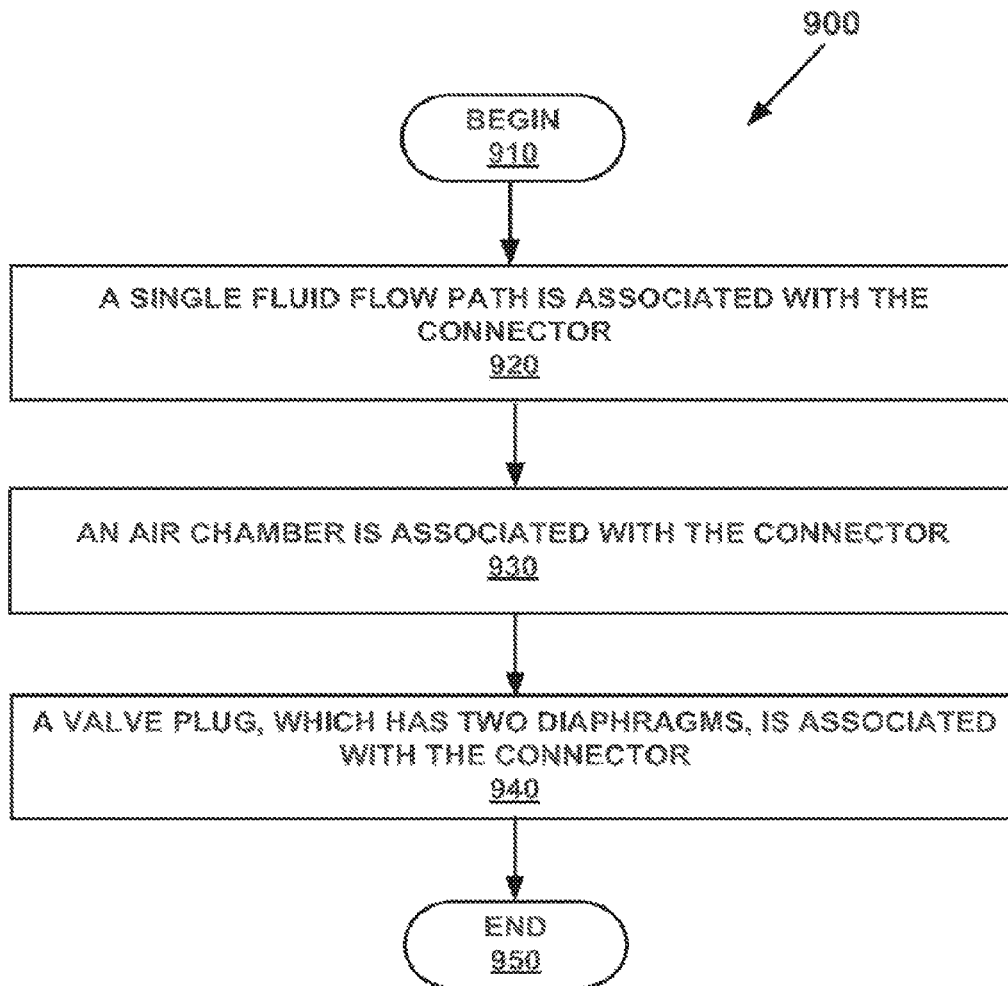 900
BEGIN
910
A SINGLE FLUID FLOW PATH IS ASSOCIATED WITH THE
CONNECTOR
920
AN AIR CHAMBER IS ASSOCIATED WITH THE CONNECTOR
930
A VALVE PLUG, WHICH HAS TWO DIAPHRAGMS, IS ASSOCIATED
WITH THE CONNECTOR
940
END
950